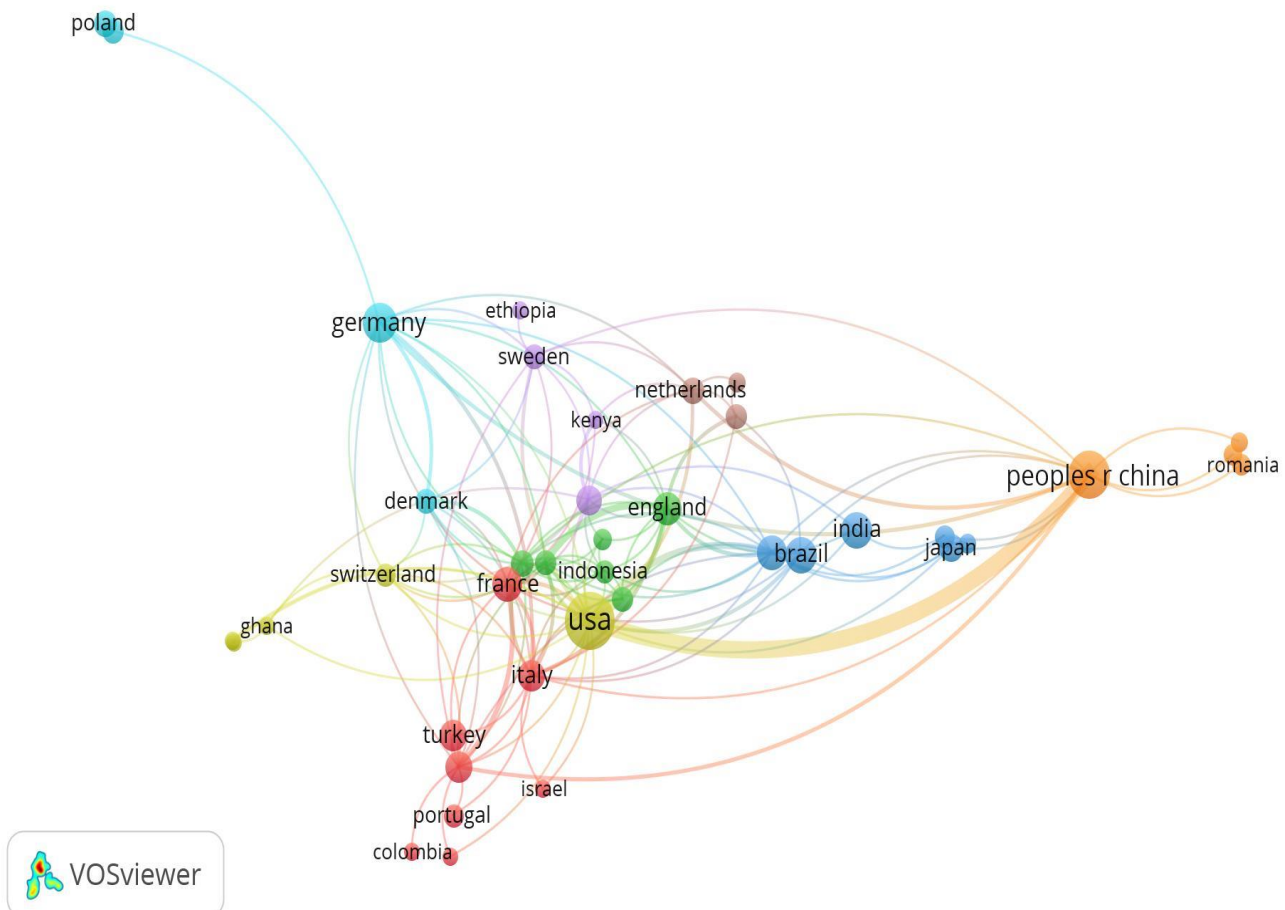 poland
germany
ethiopia
sweden
netherlands
kenya
peoples r china
romania
denmark
england
india
brazil
japan
switzerland
france
indonesia
usa
ghana
italy
turkey
israel
portugal
colombia
VOSviewer